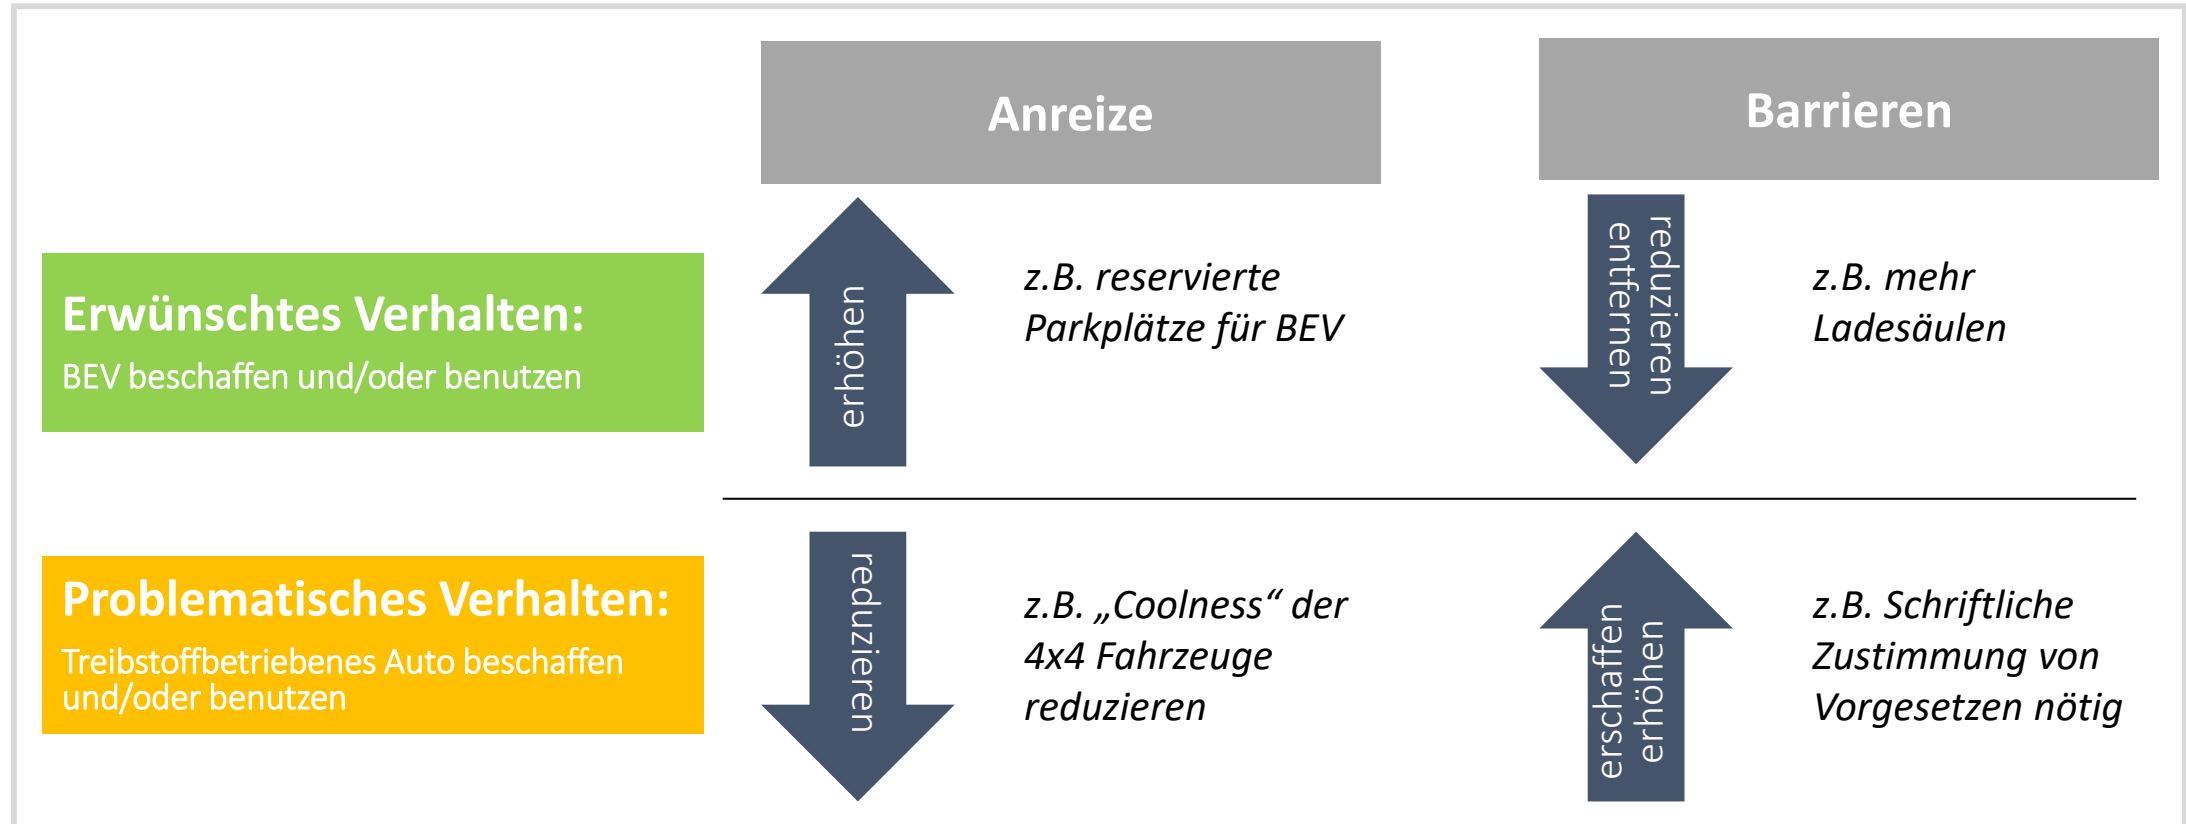 Anreize
Barrieren
Erwünschtes Verhalten:
BEV beschaffen und/oder benutzen
erhöhen
z.B. reservierte
Parkplätze für BEV
reduzieren
entfernen
z.B. mehr
Ladesäulen
Problematisches Verhalten:
Treibstoffbetriebenes Auto beschaffen
und/oder benutzen
reduzieren
z.B. „Coolness“ der
4x4 Fahrzeuge
reduzieren
erschaffen
erhöhen
z.B. Schriftliche
Zustimmung von
Vorgesetzen nötig